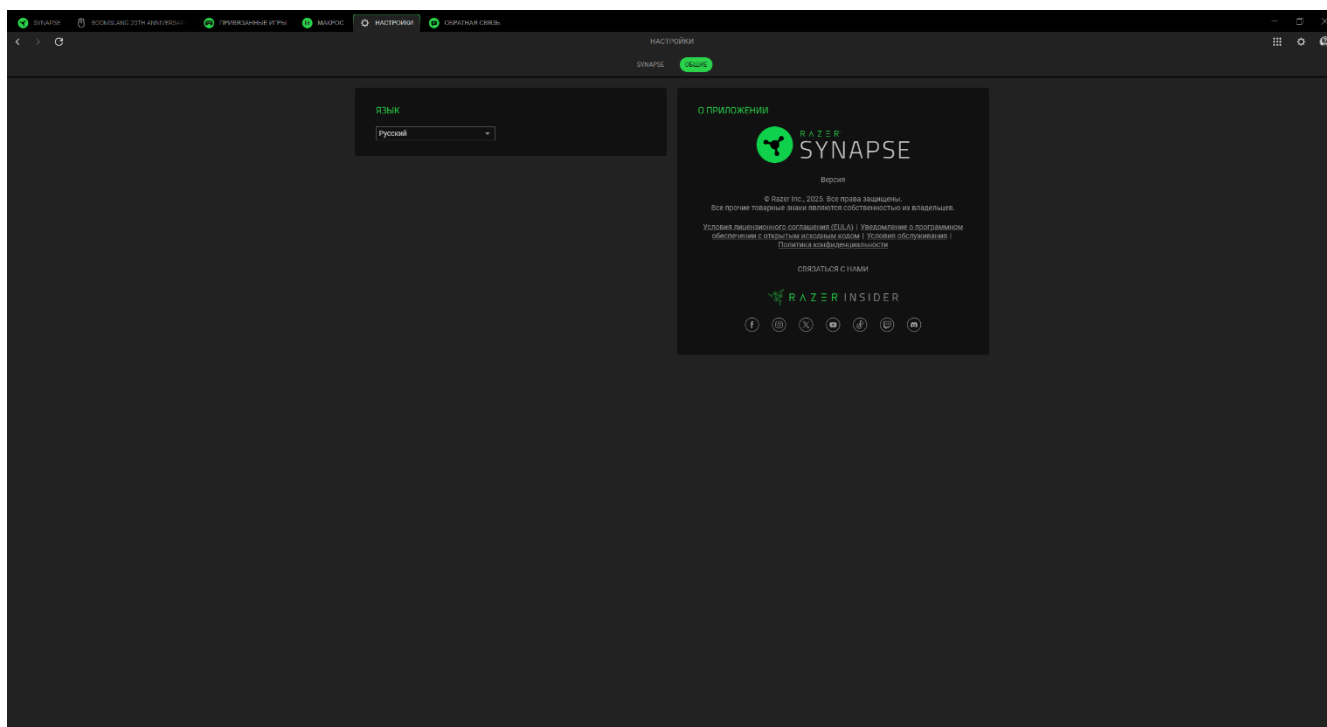 SYNAPSE
BOOMSLANG 20TH ANNIVERSAR
ПРИВЯЗАННЫЕ ИГРЫ
МАКРОС
НАСТРОЙКИ
ОБРАТНАЯ СВЯЗЬ
НАСТРОЙКИ
SYNAPSE
ОБЩИЕ
ЯЗЫК
Русский
О ПРИЛОЖЕНИИ
RAZER
SYNAPSE
Версия
© Razer Inc., 2025. Все права защищены.
Все прочие товарные знаки являются собственностью их владельцев.
Условия лицензионного соглашения (EULA) | Уведомление о программном
обеспечении с открытым исходным кодом | Условия обслуживания |
Политика конфиденциальности
СВЯЗАТЬСЯ С НАМИ
RAZER INSIDER